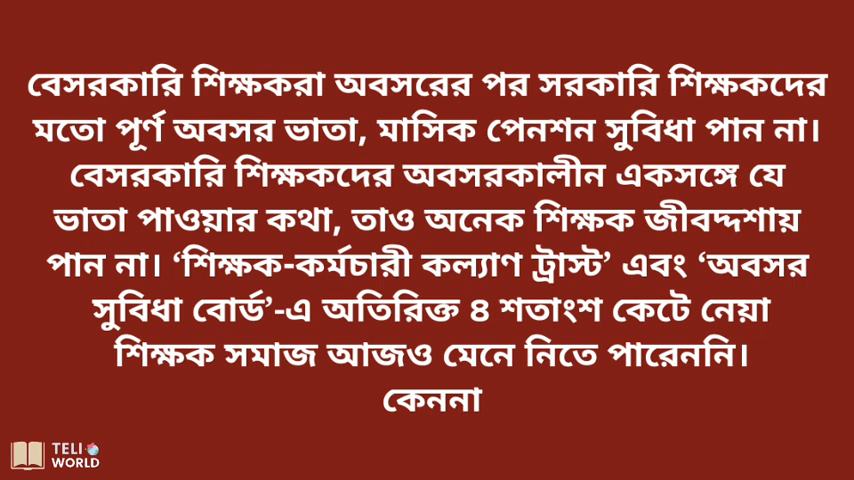 বেসরকারি শিক্ষকরা অবসরের পর সরকারি শিক্ষকদের
মতো পূর্ণ অবসর ভাতা, মাসিক পেনশন সুবিধা পান না।
বেসরকারি শিক্ষকদের অবসরকালীন একসঙ্গে যে
ভাতা পাওয়ার কথা, তাও অনেক শিক্ষক জীবদ্দশায়
পান না। ‘শিক্ষক-কর্মচারী কল্যাণ ট্রাস্ট’ এবং ‘অবসর
সুবিধা বোর্ড’-এ অতিরিক্ত ৪ শতাংশ কেটে নেয়া
শিক্ষক সমাজ আজও মেনে নিতে পারেননি।
কেননা
TELI
WORLD